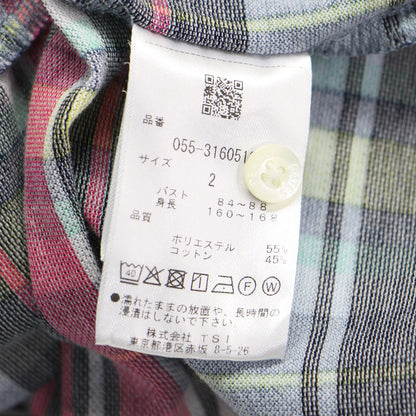 品番
055-316051
サイズ
2
バスト 84～88
身長 160～168
品質
ポリエステル 55%
コットン 45%
40 F W
●濡れたままの放置や、長時間の
浸漬はしないで下さい。
株式会社 TSI
東京都港区赤坂 8-5-26